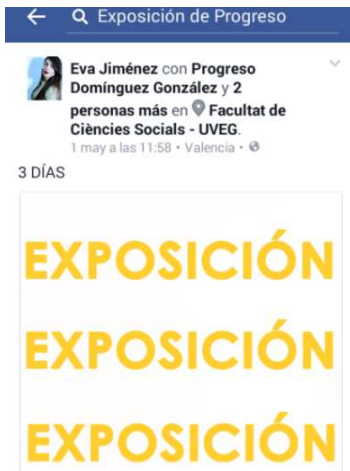 Exposición de Progreso
Eva Jiménez con Progreso
Domínguez González y 2
personas más en Facultat de
Ciències Socials - UVEG.
1 may a las 11:58 • Valencia •
3 DÍAS
EXPOSICIÓN
EXPOSICIÓN
EXPOSICIÓN